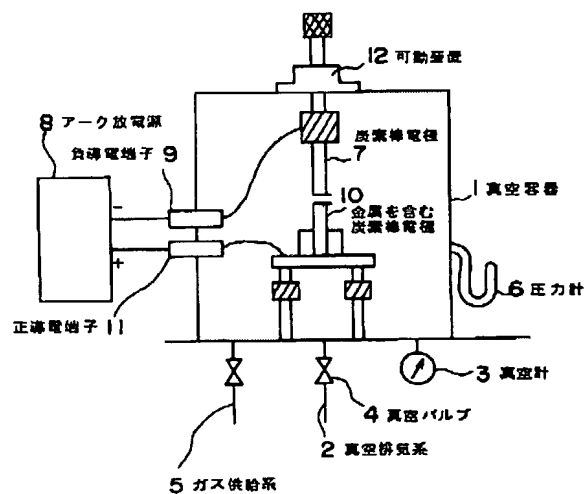 12 可動装置
8 アーク放電源
負導電端子 9
炭素棒電極
7
10
金属を含む
炭素棒電極
1 真空容器
−
+
6 圧力計
正導電端子 11
3 真空計
4 真空バルブ
2 真空排気系
5 ガス供給系